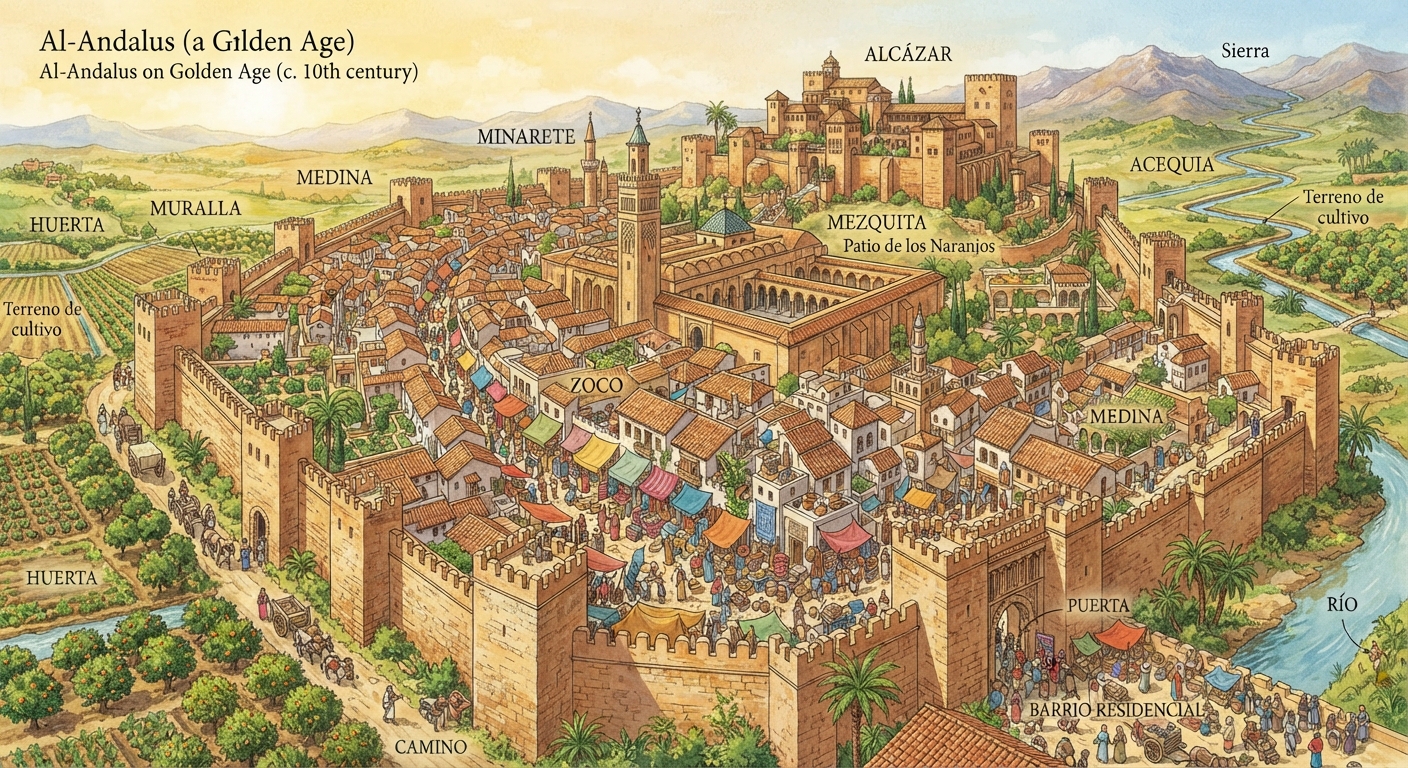 Al-Andalus (a Gılden Age)
Al-Andalus on Golden Age (c. 10th century)
ALCÁZAR
Sierra
MINARETE
MEDINA
ACEQUIA
MURALLA
HUERTA
Terreno de
cultivo
MEZQUITA
Patio de los Naranjos
Terreno de
cultivo
ZOCO
MEDINA
HUERTA
PUERTA
RÍO
BARRIO RESIDENCIAL
CAMINO